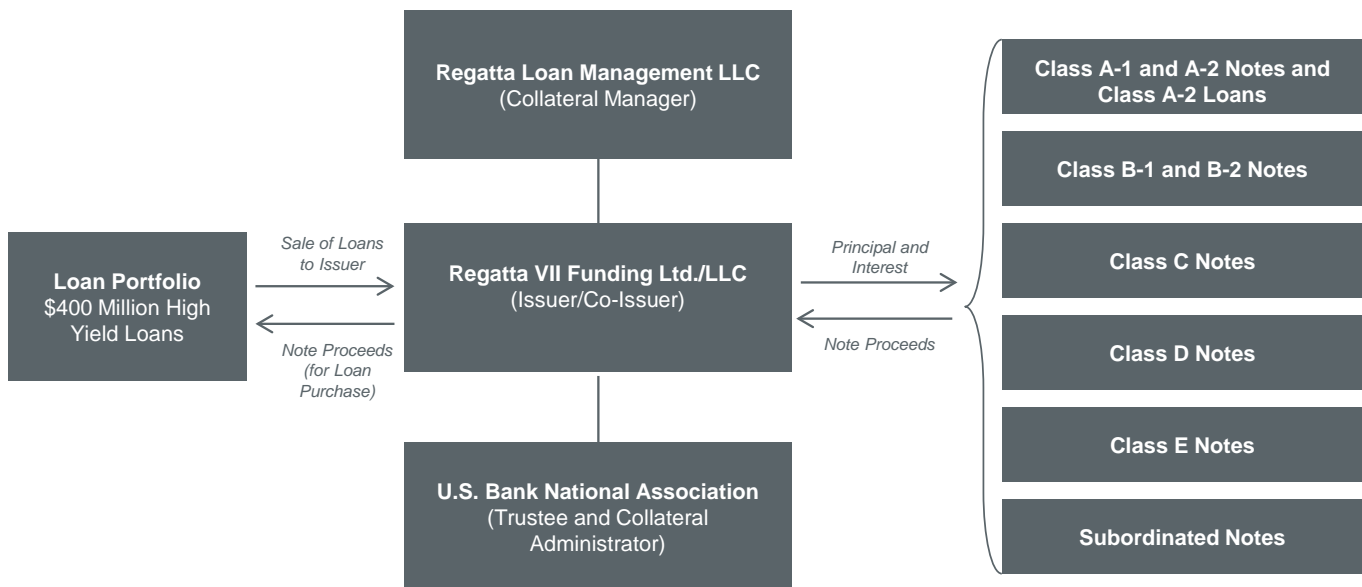 Regatta Loan Management LLC
(Collateral Manager)
Loan Portfolio
$400 Million High
Yield Loans
Sale of Loans
to Issuer
Note Proceeds
(for Loan
Purchase)
Regatta VII Funding Ltd./LLC
(Issuer/Co-Issuer)
Principal and
Interest
Note Proceeds
U.S. Bank National Association
(Trustee and Collateral
Administrator)
Class A-1 and A-2 Notes and
Class A-2 Loans
Class B-1 and B-2 Notes
Class C Notes
Class D Notes
Class E Notes
Subordinated Notes